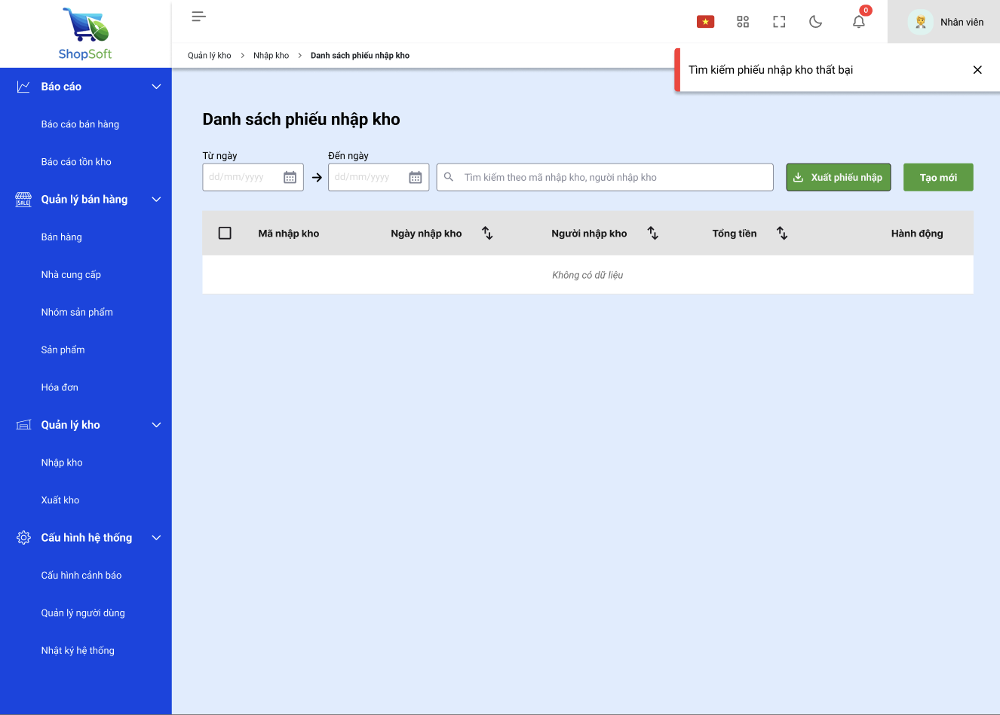 ShopSoft
0
Nhân viên
Quản lý kho > Nhập kho > Danh sách phiếu nhập kho
Tìm kiếm phiếu nhập kho thất bại
Báo cáo
Báo cáo bán hàng
Báo cáo tồn kho
SALE
Quản lý bán hàng
Bán hàng
Nhà cung cấp
Nhóm sản phẩm
Sản phẩm
Hóa đơn
Quản lý kho
Nhập kho
Xuất kho
Cấu hình hệ thống
Cấu hình cảnh báo
Quản lý người dùng
Nhật ký hệ thống
Danh sách phiếu nhập kho
Từ ngày
Đến ngày
dd/mm/yyyy
dd/mm/yyyy
Tìm kiếm theo mã nhập kho, người nhập kho
Xuất phiếu nhập
Tạo mới
Mã nhập kho
Ngày nhập kho
Người nhập kho
Tổng tiền
Hành động
Không có dữ liệu